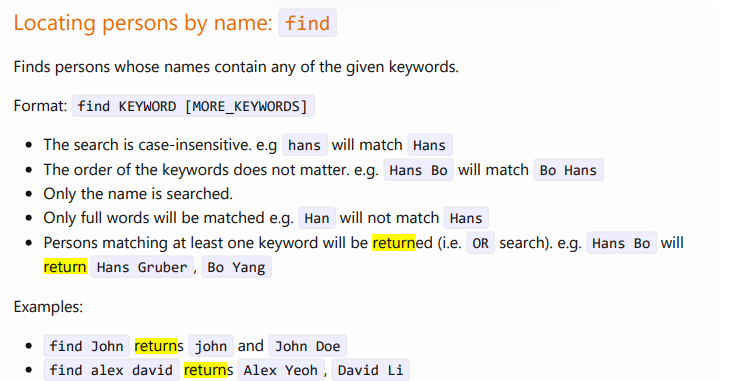 Locating persons by name: find
Finds persons whose names contain any of the given keywords.
Format: find KEYWORD [MORE_KEYWORDS]
• The search is case-insensitive. e.g hans will match Hans
• The order of the keywords does not matter. e.g. Hans Bo will match Bo Hans
• Only the name is searched.
• Only full words will be matched e.g. Han will not match Hans
• Persons matching at least one keyword will be returned (i.e. OR search). e.g. Hans Bo will
return Hans Gruber , Bo Yang
Examples:
• find John returns john and John Doe
• find alex david returns Alex Yeoh , David Li